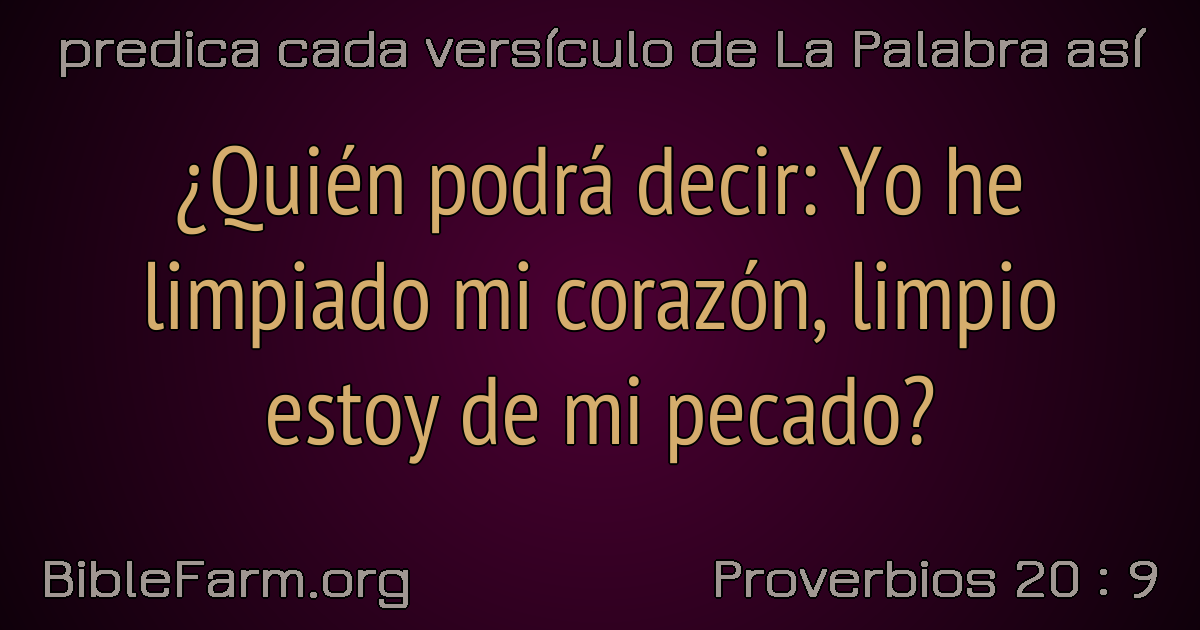 predica cada versículo de La Palabra así
¿Quién podrá decir: Yo he
limpiado mi corazón, limpio
estoy de mi pecado?
BibleFarm.org
Proverbios 20 : 9